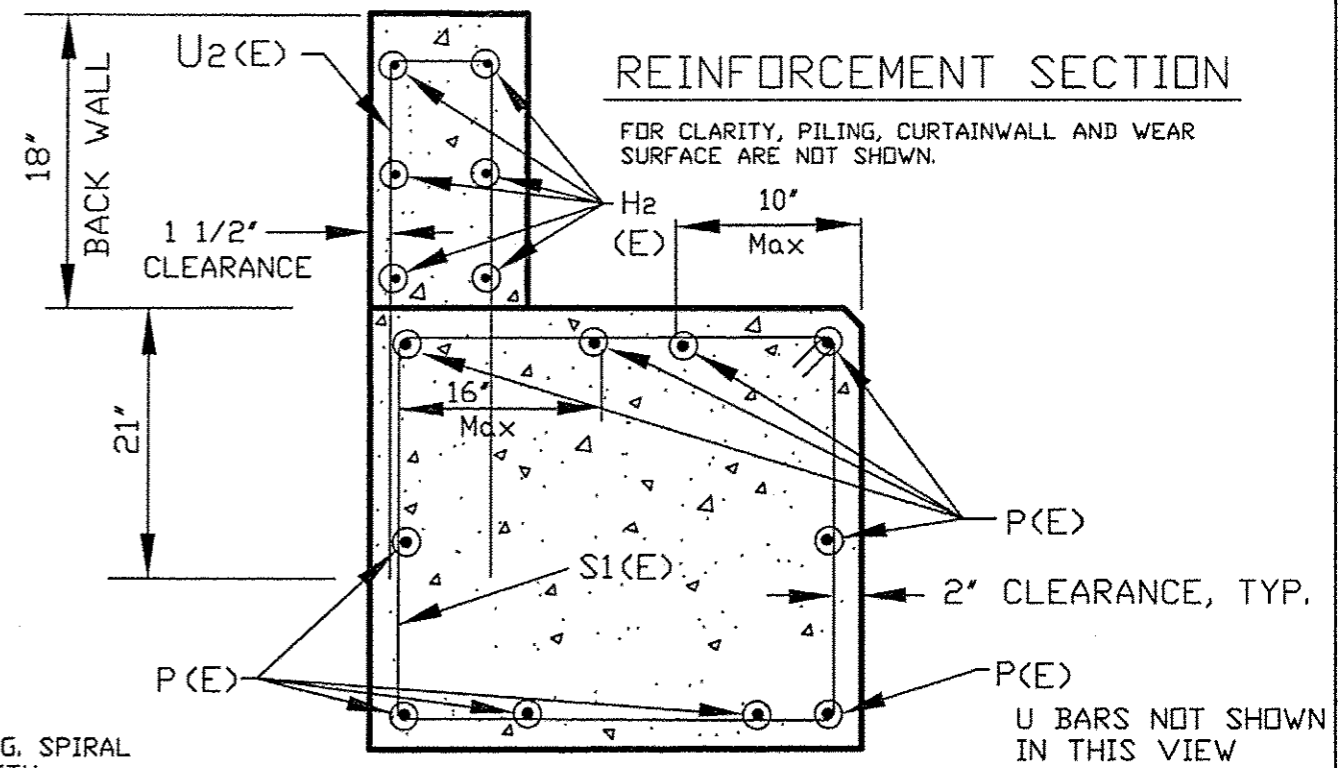 U2(E)
REINFORCEMENT SECTION
FOR CLARITY, PILING, CURTAINWALL AND WEAR
SURFACE ARE NOT SHOWN.
18"
BACK WALL
1 1/2"
CLEARANCE
H2
(E)
10"
Max
21"
16"
Max
P(E)
S1(E)
2" CLEARANCE, TYP.
P(E)
P(E)
U BARS NOT SHOWN
IN THIS VIEW
G. SPIRAL